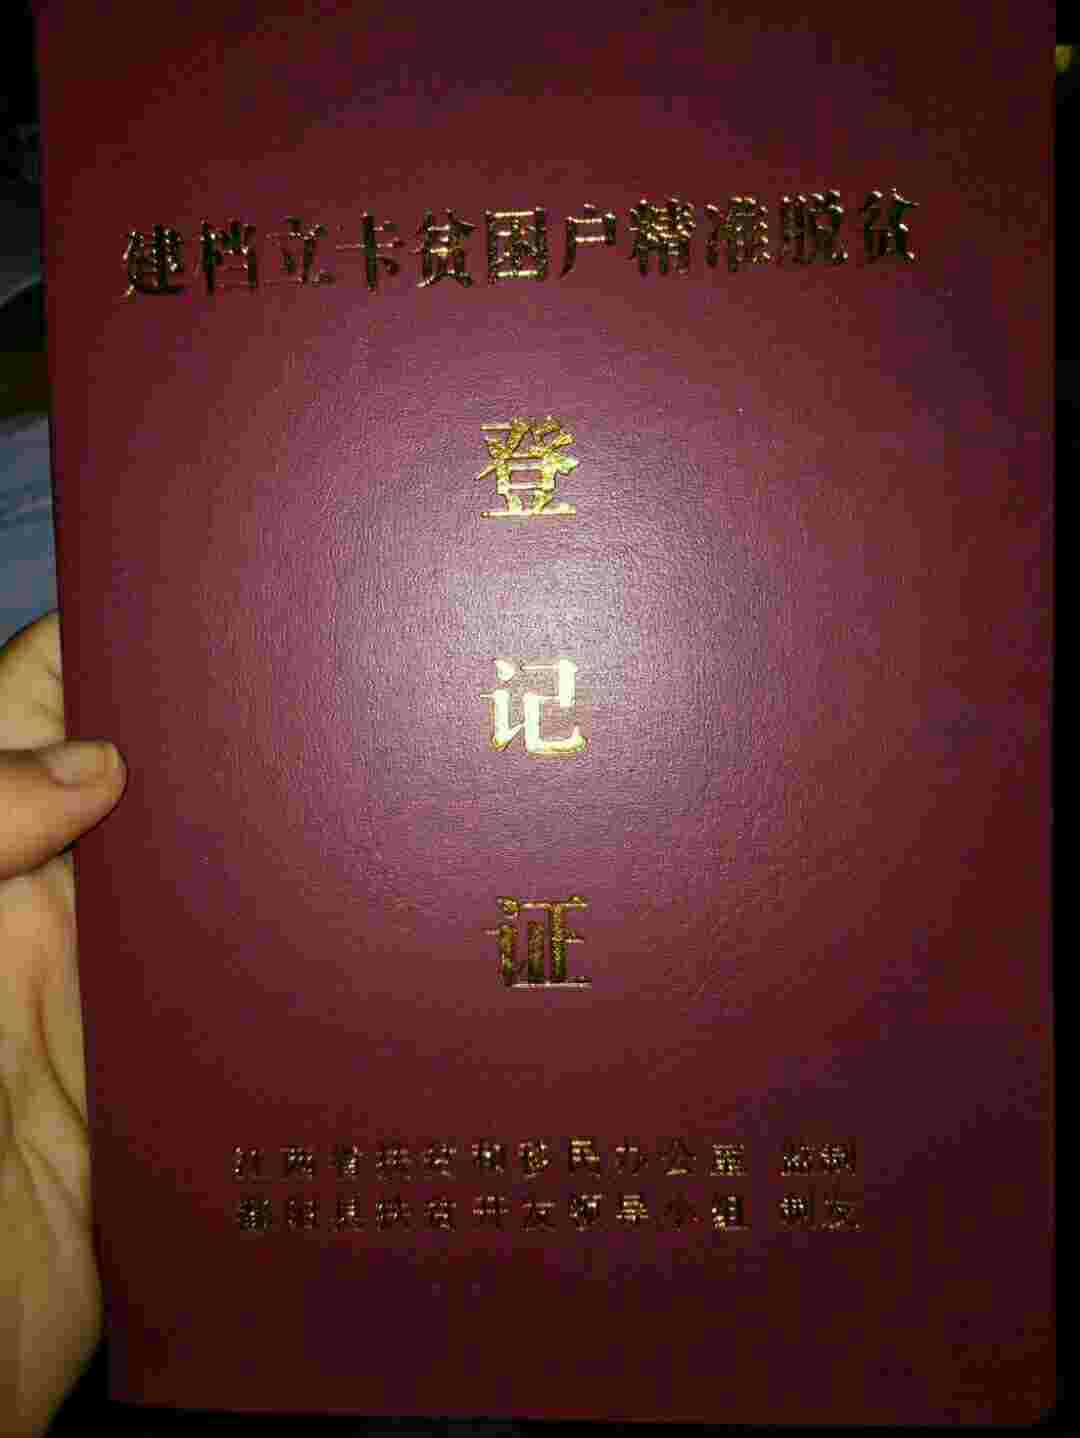 建档立卡贫困户精准脱贫
登
记
证
江西省扶贫和移民办公室 监制
鄱阳县扶贫开发领导小组 制发